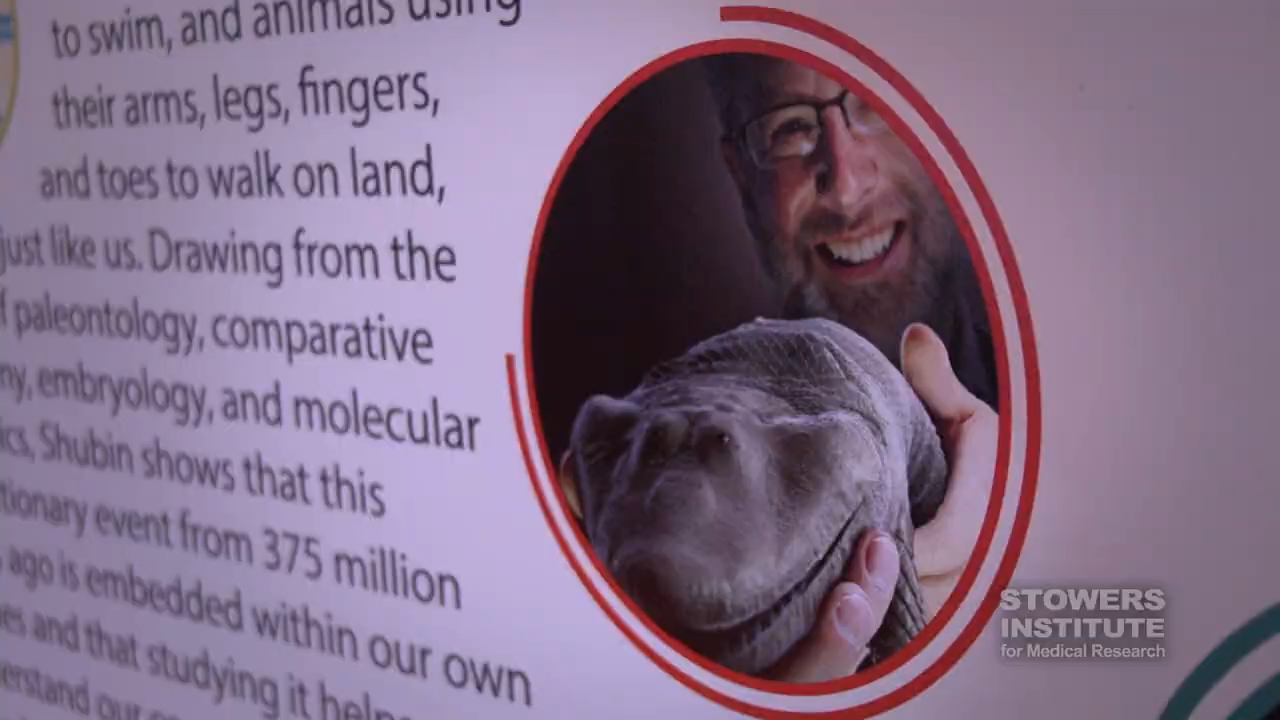 to swim, and animals using
their arms, legs, fingers,
and toes to walk on land,
just like us. Drawing from the
paleontology, comparative
embryology, and molecular
Shubin shows that this
event from 375 million
ago is embedded within our own
and that studying it
our
STOWERS
INSTITUTE
for Medical Research